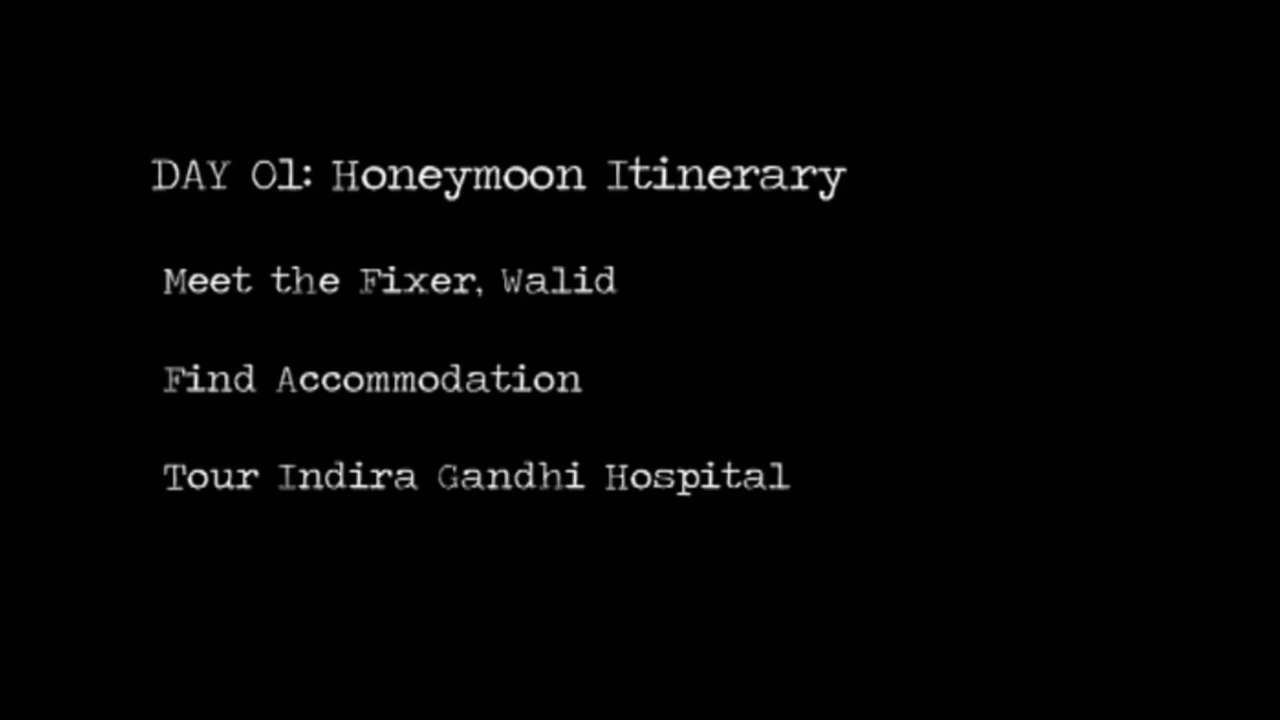 DAY 01: Honeymoon Itinerary
Meet the Fixer, Walid
Find Accommodation
Tour Indira Gandhi Hospital